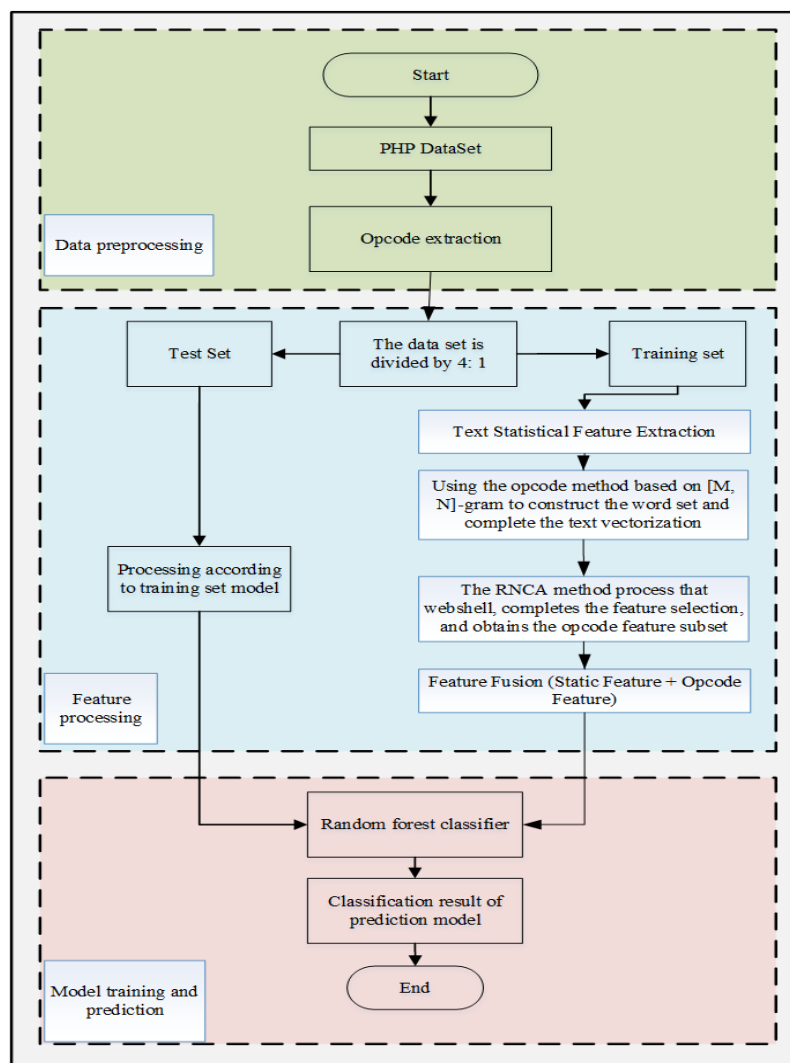 Start
PHP DataSet
Opcode extraction
Data preprocessing
Test Set
The data set is
divided by 4: 1
Training set
Text Statistical Feature Extraction
Using the opcode method based on [M,
N]-gram to construct the word set and
complete the text vectorization
Processing according
to training set model
The RNCA method process that
webshell, completes the feature selection,
and obtains the opcode feature subset
Feature Fusion (Static Feature + Opcode
Feature)
Feature
processing
Random forest classifier
Classification result of
prediction model
End
Model training and
prediction